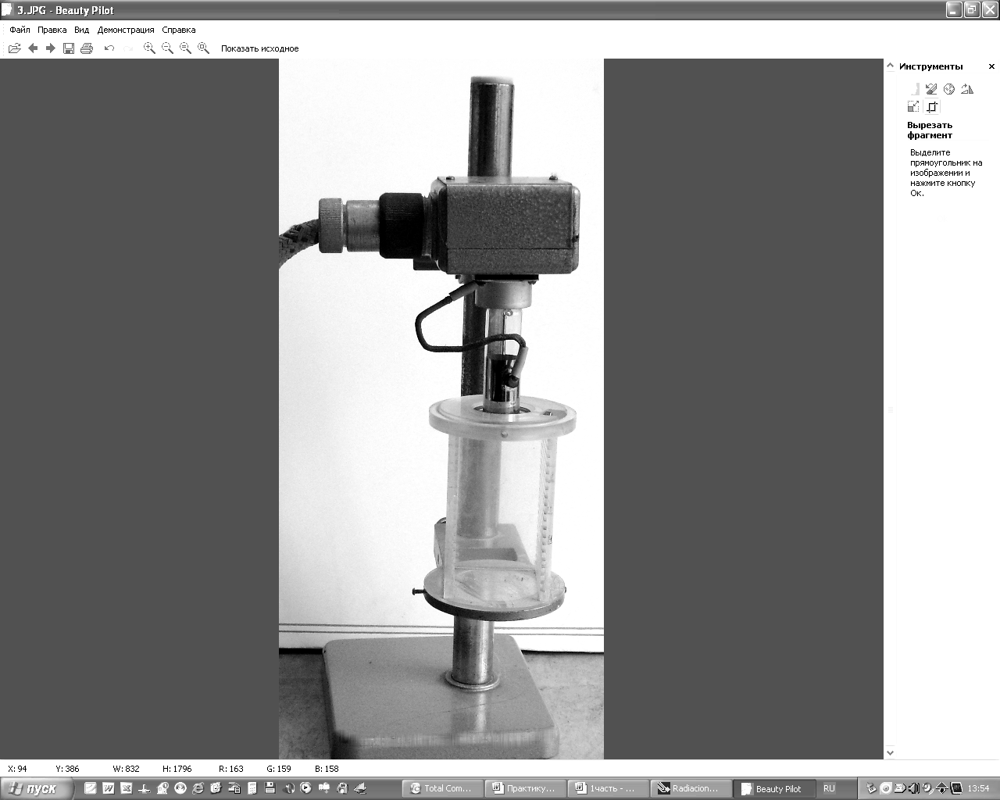 3.JPG - Beauty Pilot
Файл Правка Вид Демонстрация Справка
Показать исходное
Инструменты
Вырезать
фрагмент
Выделите
прямоугольник на
изображении и
нажмите кнопку
Ок.
X: 94 Y: 386 W: 832 H: 1796 R: 163 G: 159 B: 158
пуск Total Com... Практику... 1часть - ... Radiacion... Beauty Pilot RU 13:54